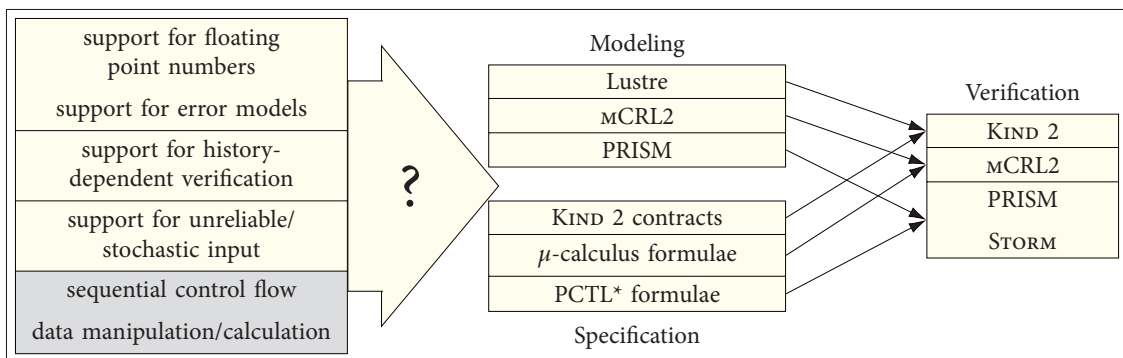 support for floating
point numbers
support for error models
support for history-
dependent verification
support for unreliable/
stochastic input
sequential control flow
data manipulation/calculation
?
Modeling
Lustre
MCRL2
PRISM
KIND 2 contracts
μ-calculus formulae
PCTL* formulae
Specification
Verification
KIND 2
MCRL2
PRISM
STORM